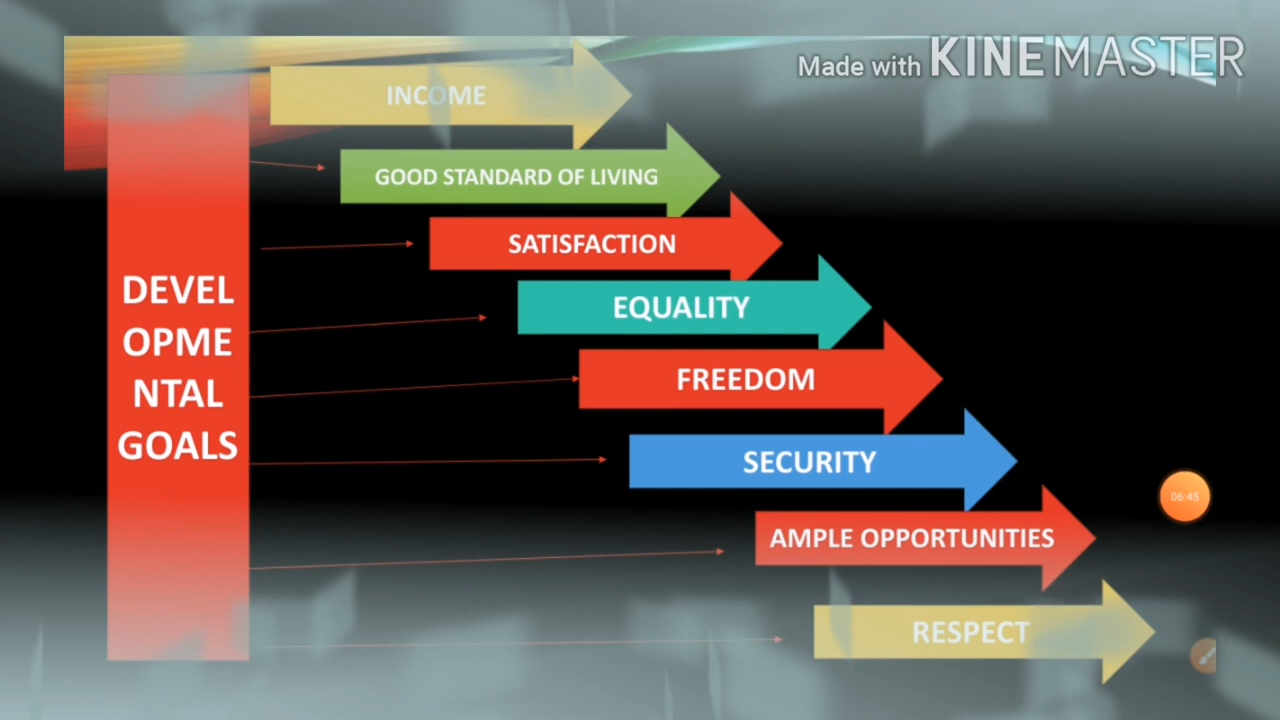 Made with KINEMASTER
INCOME
GOOD STANDARD OF LIVING
SATISFACTION
EQUALITY
FREEDOM
SECURITY
AMPLE OPPORTUNITIES
RESPECT
DEVEL
OPME
NTAL
GOALS
06:45